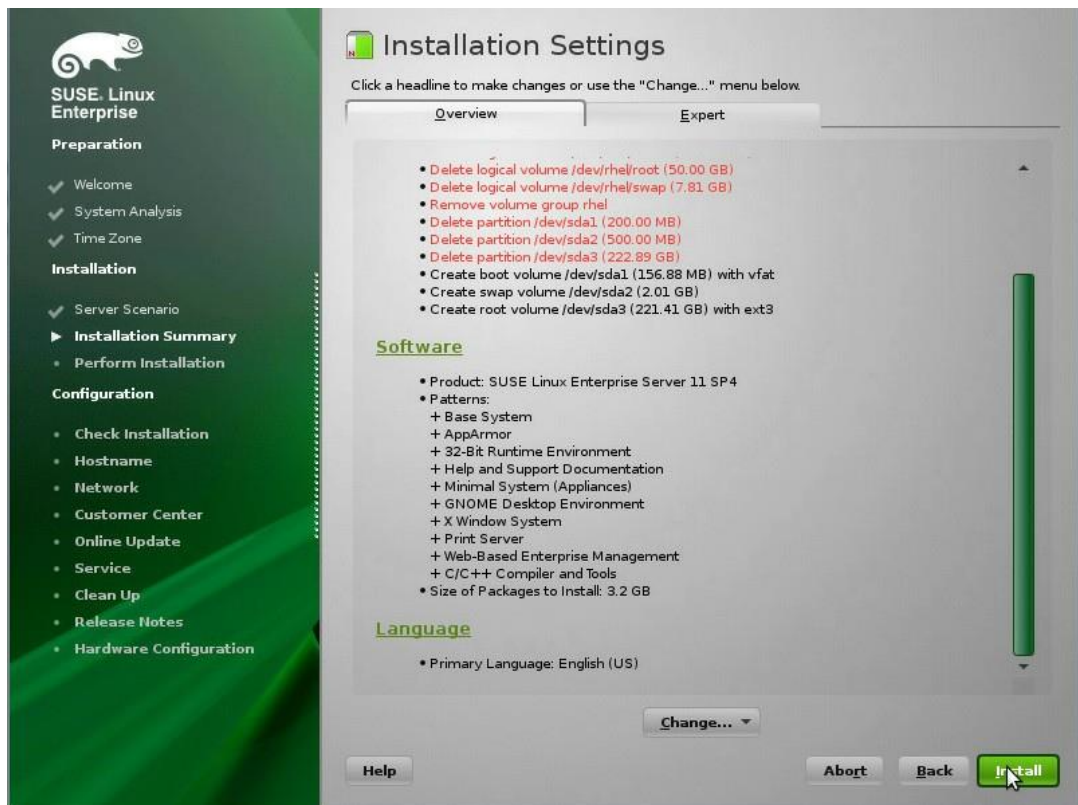 SUSE. Linux
Enterprise
Preparation
Welcome
System Analysis
Time Zone
Installation
Server Scenario
Installation Summary
Perform Installation
Configuration
Check Installation
Hostname
Network
Customer Center
Online Update
Service
Clean Up
Release Notes
Hardware Configuration
Installation Settings
Click a headline to make changes or use the "Change..." menu below.
Overview
Expert
• Delete logical volume /dev/rhel/root (50.00 GB)
• Delete logical volume /dev/rhel/swap (7.81 GB)
• Remove volume group rhel
• Delete partition /dev/sda1 (200.00 MB)
• Delete partition /dev/sda2 (500.00 MB)
• Delete partition /dev/sda3 (222.89 GB)
• Create boot volume /dev/sda1 (156.88 MB) with vfat
• Create swap volume /dev/sda2 (2.01 GB)
• Create root volume /dev/sda3 (221.41 GB) with ext3
Software
• Product: SUSE Linux Enterprise Server 11 SP4
• Patterns:
+ Base System
+ AppArmor
+ 32-Bit Runtime Environment
+ Help and Support Documentation
+ Minimal System (Appliances)
+ GNOME Desktop Environment
+ X Window System
+ Print Server
+ Web-Based Enterprise Management
+ C/C++ Compiler and Tools
• Size of Packages to Install: 3.2 GB
Language
• Primary Language: English (US)
Change...
Help
Abort
Back
Install